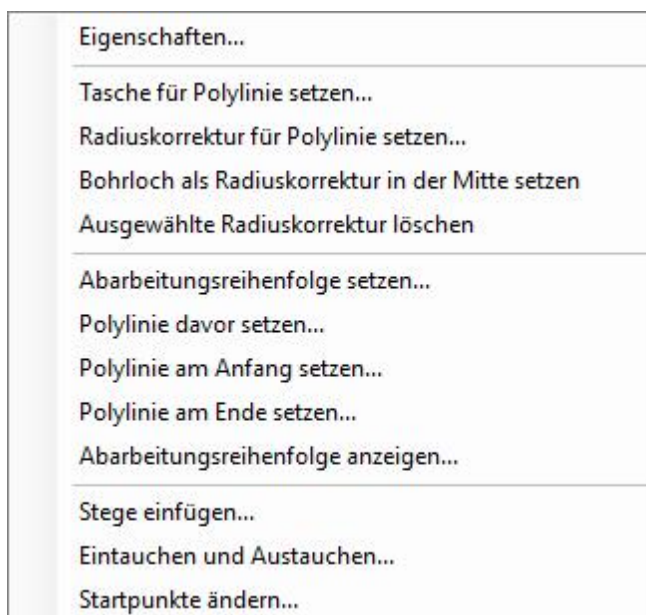 Eigenschaften...
Tasche für Polylinie setzen...
Radiuskorrektur für Polylinie setzen...
Bohrloch als Radiuskorrektur in der Mitte setzen
Ausgewählte Radiuskorrektur löschen
Abarbeitungsreihenfolge setzen...
Polylinie davor setzen...
Polylinie am Anfang setzen...
Polylinie am Ende setzen...
Abarbeitungsreihenfolge anzeigen...
Stege einfügen...
Eintauchen und Austauchen...
Startpunkte ändern...